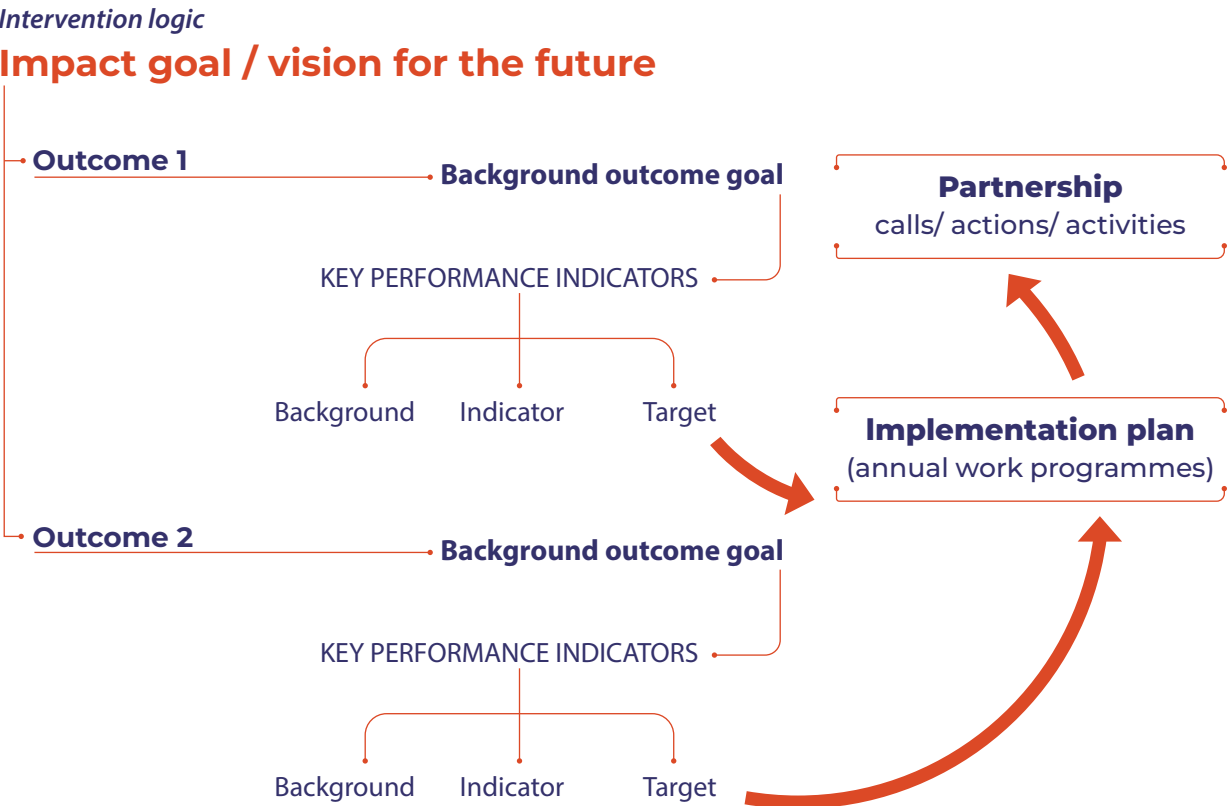 Intervention logic
Impact goal / vision for the future
Outcome 1
Background outcome goal
KEY PERFORMANCE INDICATORS
Background Indicator Target
Partnership
calls/ actions/ activities
Implementation plan
(annual work programmes)
Outcome 2
Background outcome goal
KEY PERFORMANCE INDICATORS
Background Indicator Target